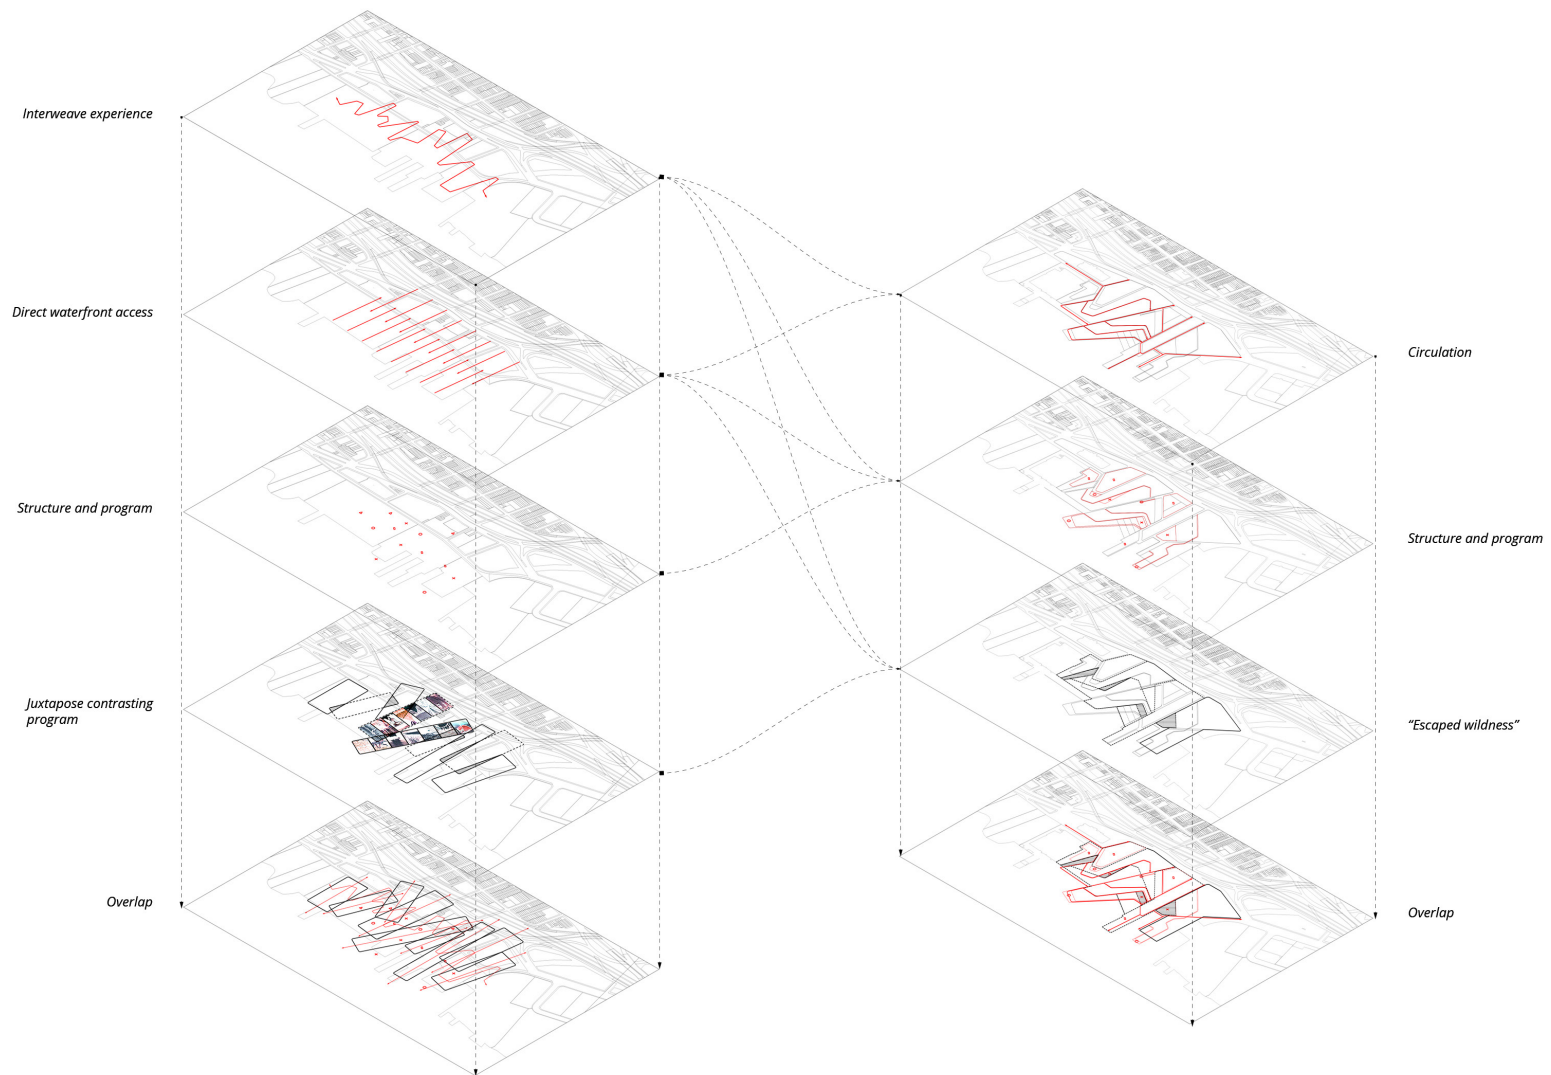 Interweave experience
Direct waterfront access
Structure and program
Juxtapose contrasting
program
Overlap
Circulation
Structure and program
“Escaped wildness”
Overlap